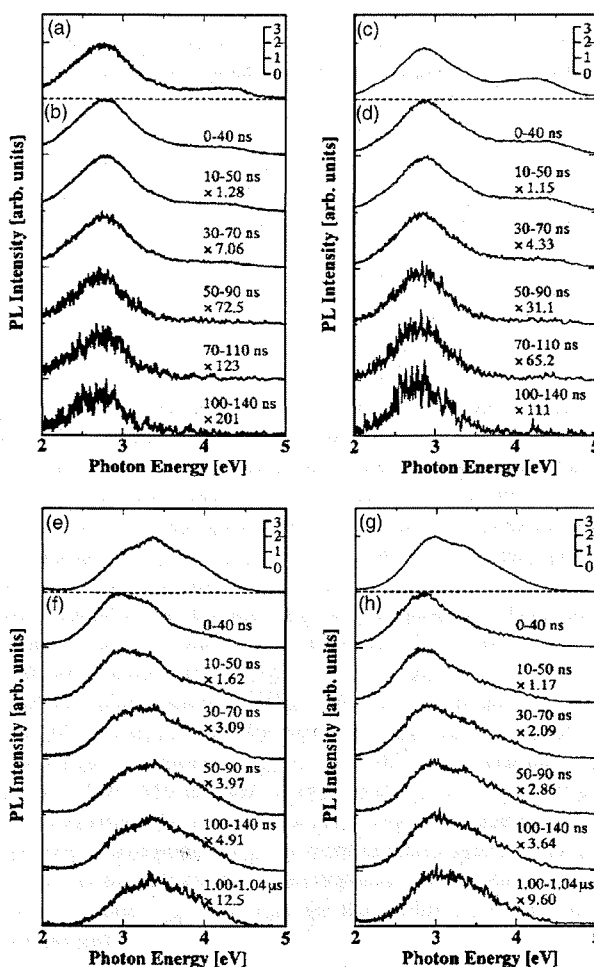 (a)
3
2
1
0
(b)
0-40 ns
10-50 ns
× 1.28
30-70 ns
× 7.06
50-90 ns
× 72.5
70-110 ns
× 123
100-140 ns
× 201
PL Intensity [arb. units]
2 3 4 5
Photon Energy [eV]
(c)
3
2
1
0
(d)
0-40 ns
10-50 ns
× 1.15
30-70 ns
× 4.33
50-90 ns
× 31.1
70-110 ns
× 65.2
100-140 ns
× 111
PL Intensity [arb. units]
2 3 4 5
Photon Energy [eV]
(e)
3
2
1
0
(f)
0-40 ns
10-50 ns
× 1.62
30-70 ns
× 3.09
50-90 ns
× 3.97
100-140 ns
× 4.91
1.00-1.04 μs
× 12.5
PL Intensity [arb. units]
2 3 4 5
Photon Energy [eV]
(g)
3
2
1
0
(h)
0-40 ns
10-50 ns
× 1.17
30-70 ns
× 2.09
50-90 ns
× 2.86
100-140 ns
× 3.64
1.00-1.04 μs
× 9.60
PL Intensity [arb. units]
2 3 4 5
Photon Energy [eV]